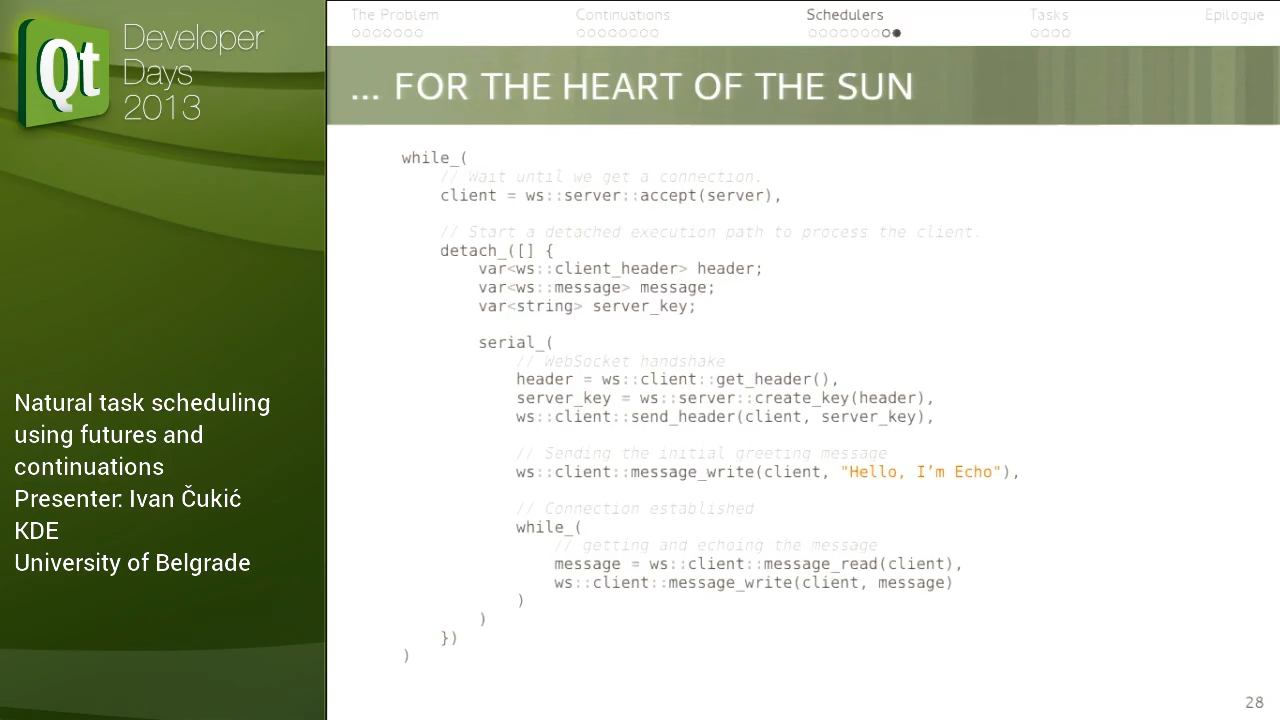 Qt
Developer
Days
2013
Natural task scheduling
using futures and
continuations
Presenter: Ivan Čukić
KDE
University of Belgrade
The Problem Continuations Schedulers Tasks Epilogue
... FOR THE HEART OF THE SUN
while_(
// Wait until we get a connection.
client = ws::server::accept(server),
// Start a detached execution path to process the client.
detach_([] {
var<ws::client_header> header;
var<ws::message> message;
var<string> server_key;
serial_(
// WebSocket handshake
header = ws::client::get_header(),
server_key = ws::server::create_key(header),
ws::client::send_header(client, server_key),
// Sending the initial greeting message
ws::client::message_write(client, "Hello, I’m Echo"),
// Connection established
while_(
// getting and echoing the message
message = ws::client::message_read(client),
ws::client::message_write(client, message)
)
)
})
)
28